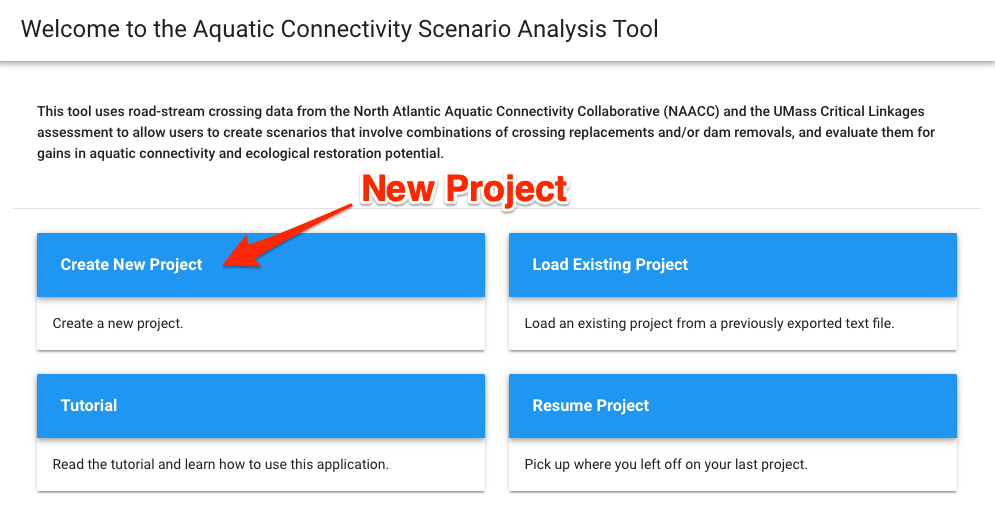 Welcome to the Aquatic Connectivity Scenario Analysis Tool
This tool uses road-stream crossing data from the North Atlantic Aquatic Connectivity Collaborative (NAACC) and the UMass Critical Linkages
assessment to allow users to create scenarios that involve combinations of crossing replacements and/or dam removals, and evaluate them for
gains in aquatic connectivity and ecological restoration potential.
New Project
Create New Project
Create a new project.
Load Existing Project
Load an existing project from a previously exported text file.
Tutorial
Read the tutorial and learn how to use this application.
Resume Project
Pick up where you left off on your last project.